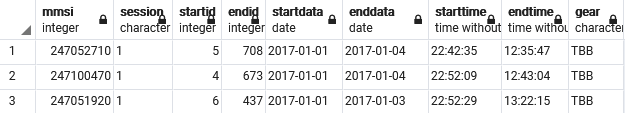 mmsi session startid endid startdata enddata starttime endtime gear
integer character integer integer date date time without time withou character
1 247052710 1 5 708 2017-01-01 2017-01-04 22:42:35 12:35:47 TBB
2 247100470 1 4 673 2017-01-01 2017-01-04 22:52:09 12:43:04 TBB
3 247051920 1 6 437 2017-01-01 2017-01-03 22:52:29 13:22:15 TBB